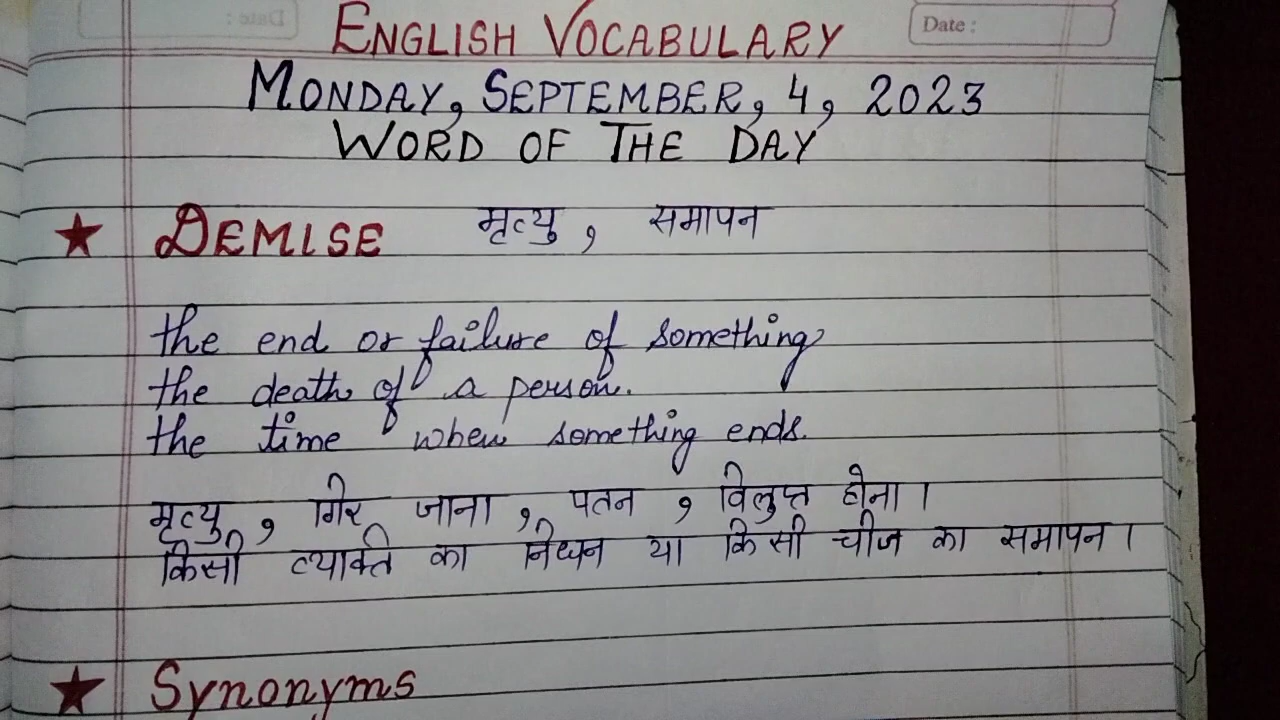 ENGLISH VOCABULARY
Date :
MONDAY, SEPTEMBER, 4, 2023
WORD OF THE DAY
★ DEMISE मृत्यु, समापन
the end or failure of something
the death of a person.
the time when something ends.
मृत्यु, गिर जाना, पतन, विलुप्त होना।
किसी व्यक्ति का निधन या किसी चीज का समापन।
★ Synonyms